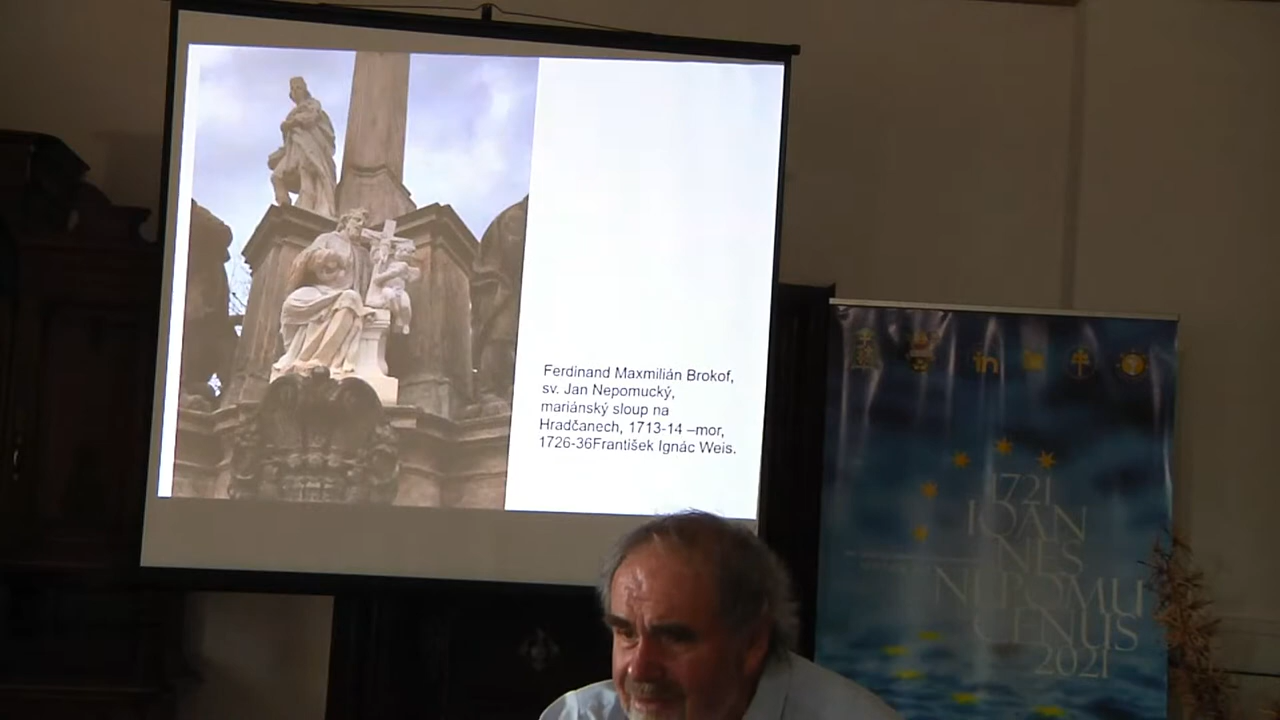 Ferdinand Maxmilián Brokof,
sv. Jan Nepomucký,
mariánský sloup na
Hradčanech, 1713-14 –mor,
1726-36František Ignác Weis.
in
1721
IOAN
NES
NEPOMU
CENUS
2021